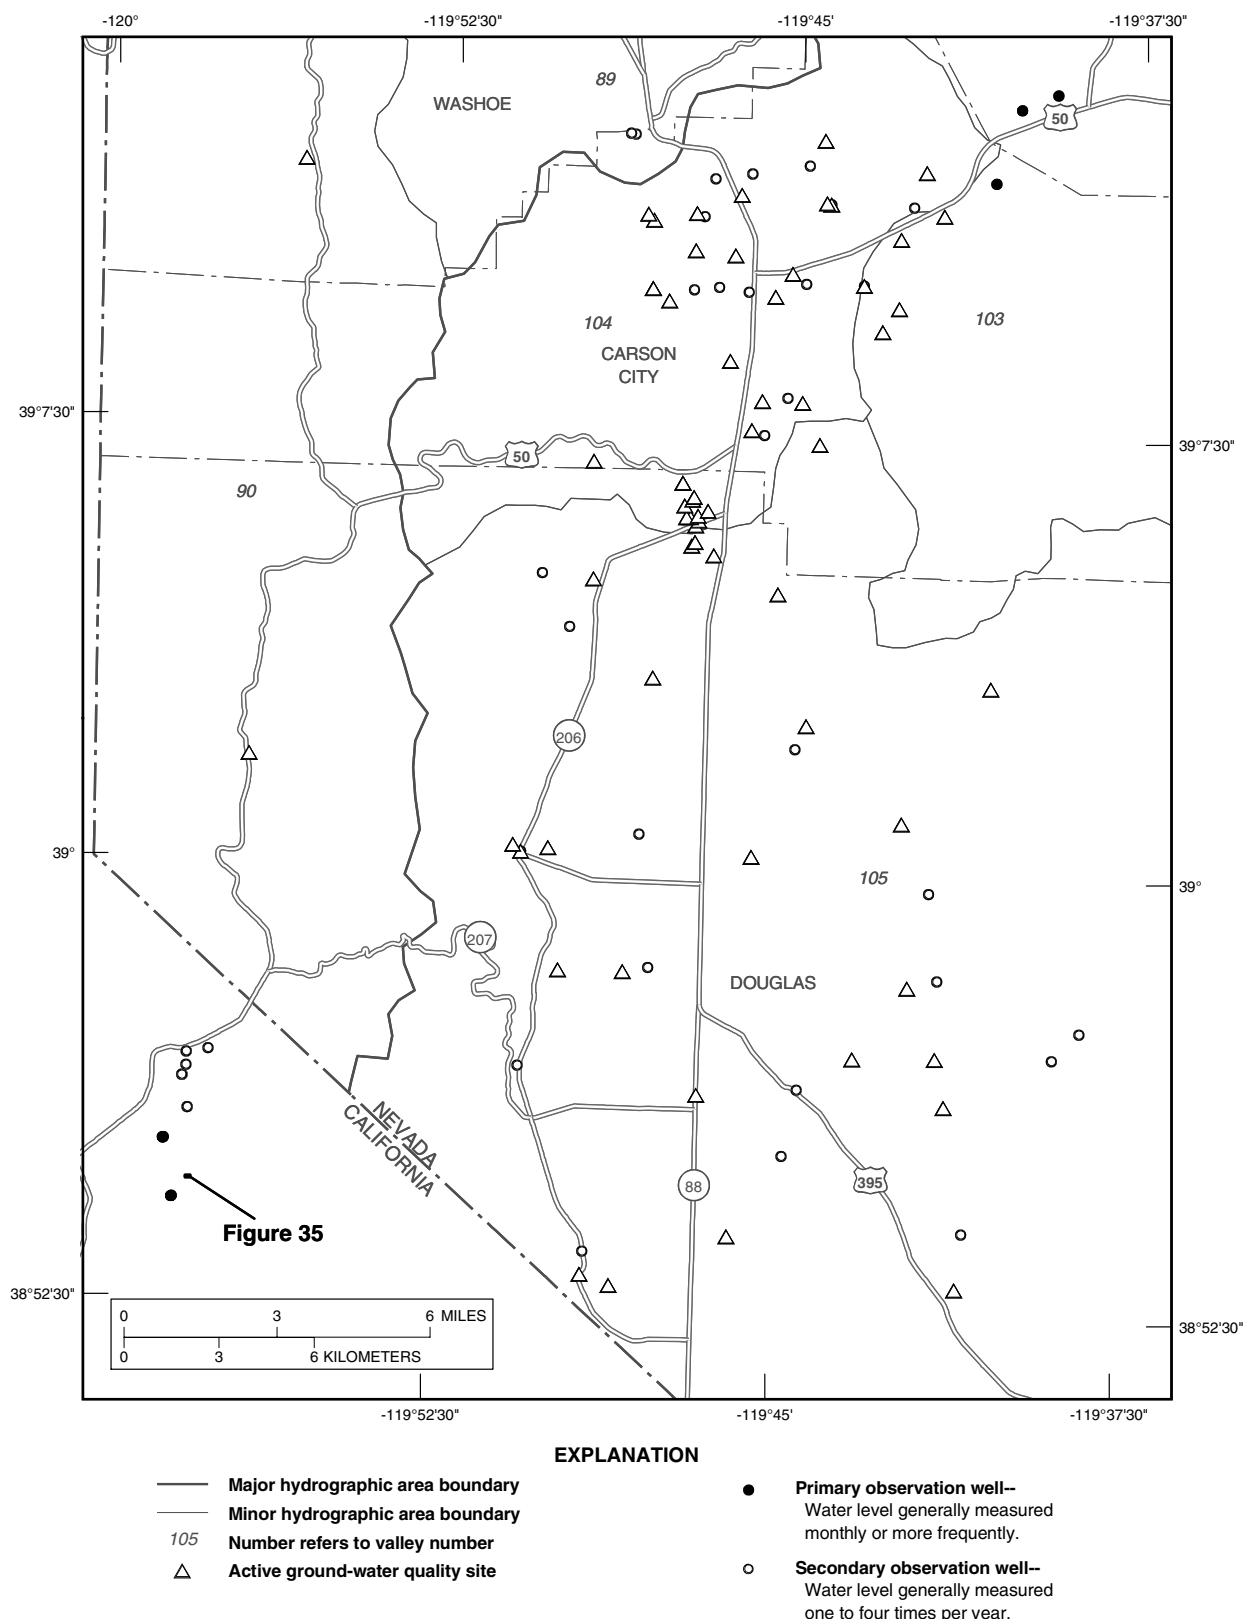 -120°
-119°52'30"
-119°45'
-119°37'30"
89
WASHOE
50
104
103
CARSON
CITY
39°7'30"
39°7'30"
50
90
206
39°
39°
105
207
DOUGLAS
NEVADA
CALIFORNIA
88
395
Figure 35
38°52'30"
38°52'30"
0 3 6 MILES
0 3 6 KILOMETERS
-119°52'30"
-119°45'
-119°37'30"
EXPLANATION
Major hydrographic area boundary
Minor hydrographic area boundary
105 Number refers to valley number
Active ground-water quality site
Primary observation well--
Water level generally measured
monthly or more frequently.
Secondary observation well--
Water level generally measured
one to four times per year.